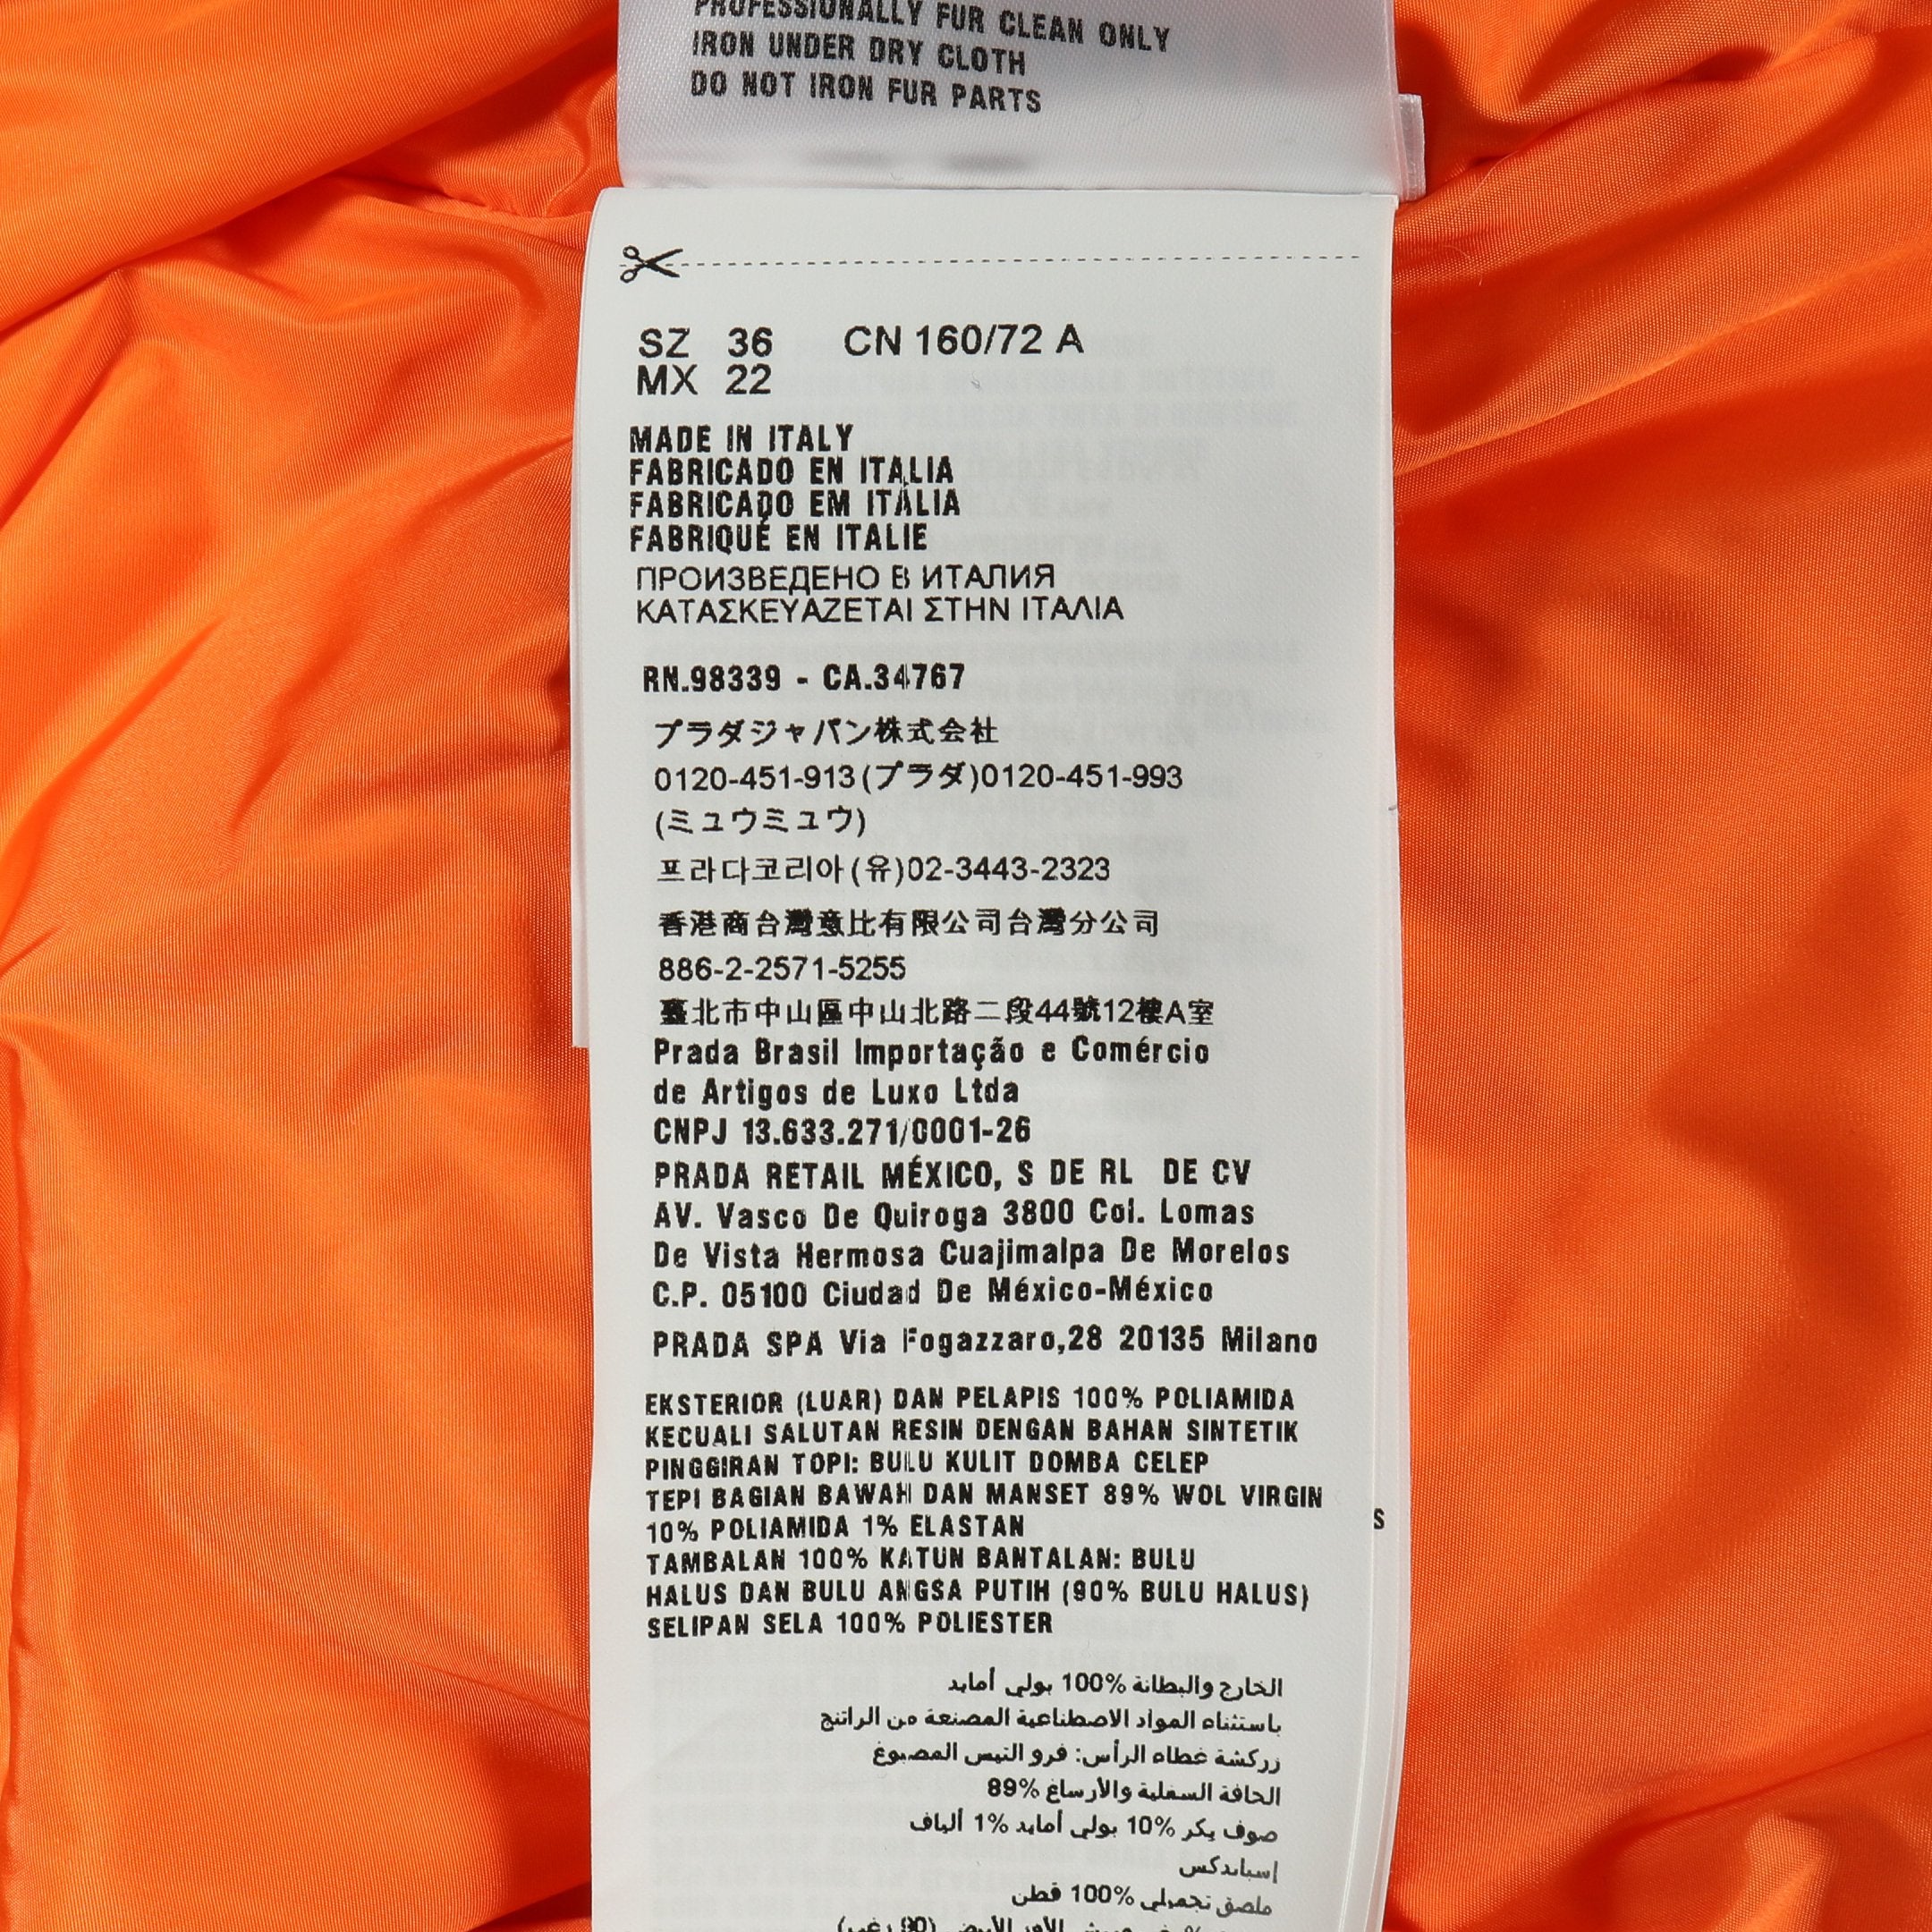 PROFESSIONALLY FUR CLEAN ONLY
IRON UNDER DRY CLOTH
DO NOT IRON FUR PARTS
SZ 36 CN 160/72 A
MX 22
MADE IN ITALY
FABRICADO EN ITALIA
FABRICADO EM ITÁLIA
FABRIQUÉ EN ITALIE
ПРОИЗВЕДЕНО В ИТАЛИЯ
ΚΑΤΑΣΚΕΥΑΖΕΤΑΙ ΣΤΗΝ ΙΤΑΛΙΑ
RN.98339 - CA.34767
プラダジャパン株式会社
0120-451-913(プラダ)0120-451-993
(ミュウミュウ)
프라다코리아(유)02-3443-2323
香港商台灣意比有限公司台灣分公司
886-2-2571-5255
臺北市中山區中山北路二段44號12樓A室
Prada Brasil Importação e Comércio
de Artigos de Luxo Ltda
CNPJ 13.633.271/0001-26
PRADA RETAIL MÉXICO, S DE RL DE CV
AV. Vasco De Quiroga 3800 Col. Lomas
De Vista Hermosa Cuajimalpa De Morelos
C.P. 05100 Ciudad De México-México
PRADA SPA Via Fogazzaro,28 20135 Milano
EKSTERIOR (LUAR) DAN PELAPIS 100% POLIAMIDA
KECUALI SALUTAN RESIN DENGAN BAHAN SINTETIK
PINGGIRAN TOPI: BULU KULIT DOMBA CELEP
TEPI BAGIAN BAWAH DAN MANSET 89% WOL VIRGIN
10% POLIAMIDA 1% ELASTAN
S
TAMBALAN 100% KATUN BANTALAN: BULU
HALUS DAN BULU ANGSA PUTIH (90% BULU HALUS)
SELIPAN SELA 100% POLIESTER
الخارج والبطانة 100% بولي أمايد
باستثناء المواد الاصطناعية المصنعة من الراتنج
زركشة غطاء الرأس: فرو التيس المصبوغ
الحافة السفلية والأرساغ 89%
صوف بكر 10% بولي أمايد 1% ألياف
إسباندكس
ملصق تجميلي 100% قطن